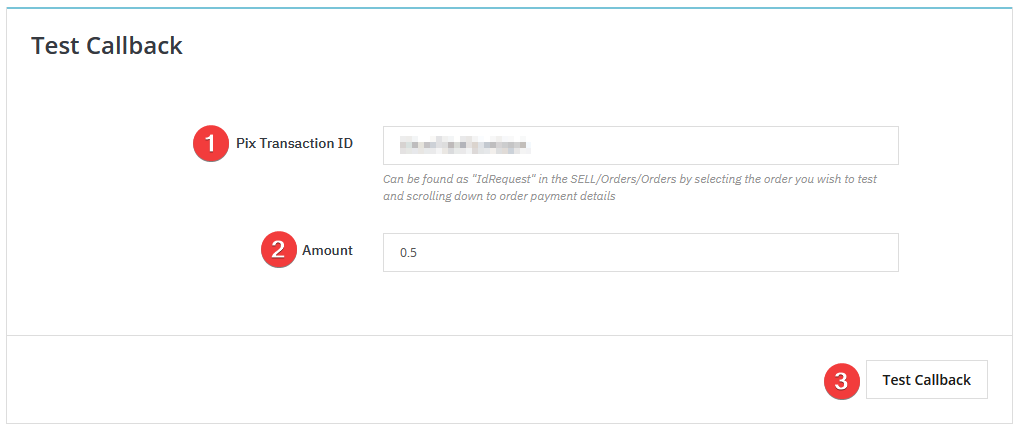 Test Callback
1 Pix Transaction ID
Can be found as "IdRequest" in the SELL/Orders/Orders by selecting the order you wish to test
and scrolling down to order payment details
2 Amount 0.5
3 Test Callback